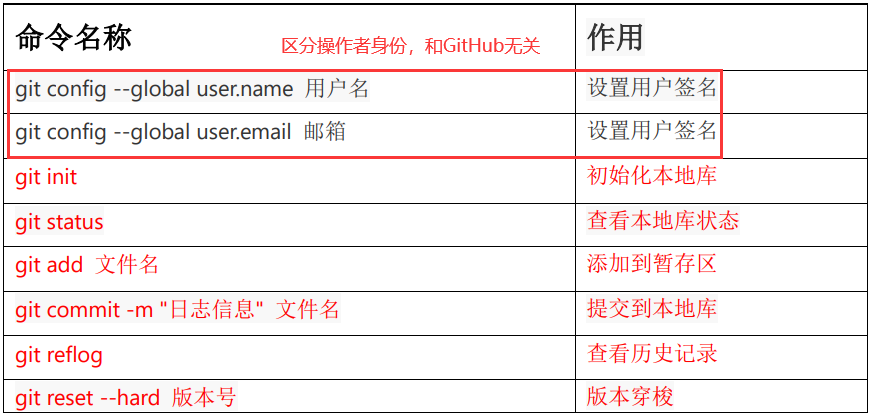 命令名称 区分操作者身份，和GitHub无关 作用
git config --global user.name 用户名 设置用户签名
git config --global user.email 邮箱 设置用户签名
git init 初始化本地库
git status 查看本地库状态
git add 文件名 添加到暂存区
git commit -m "日志信息" 文件名 提交到本地库
git reflog 查看历史记录
git reset --hard 版本号 版本穿梭